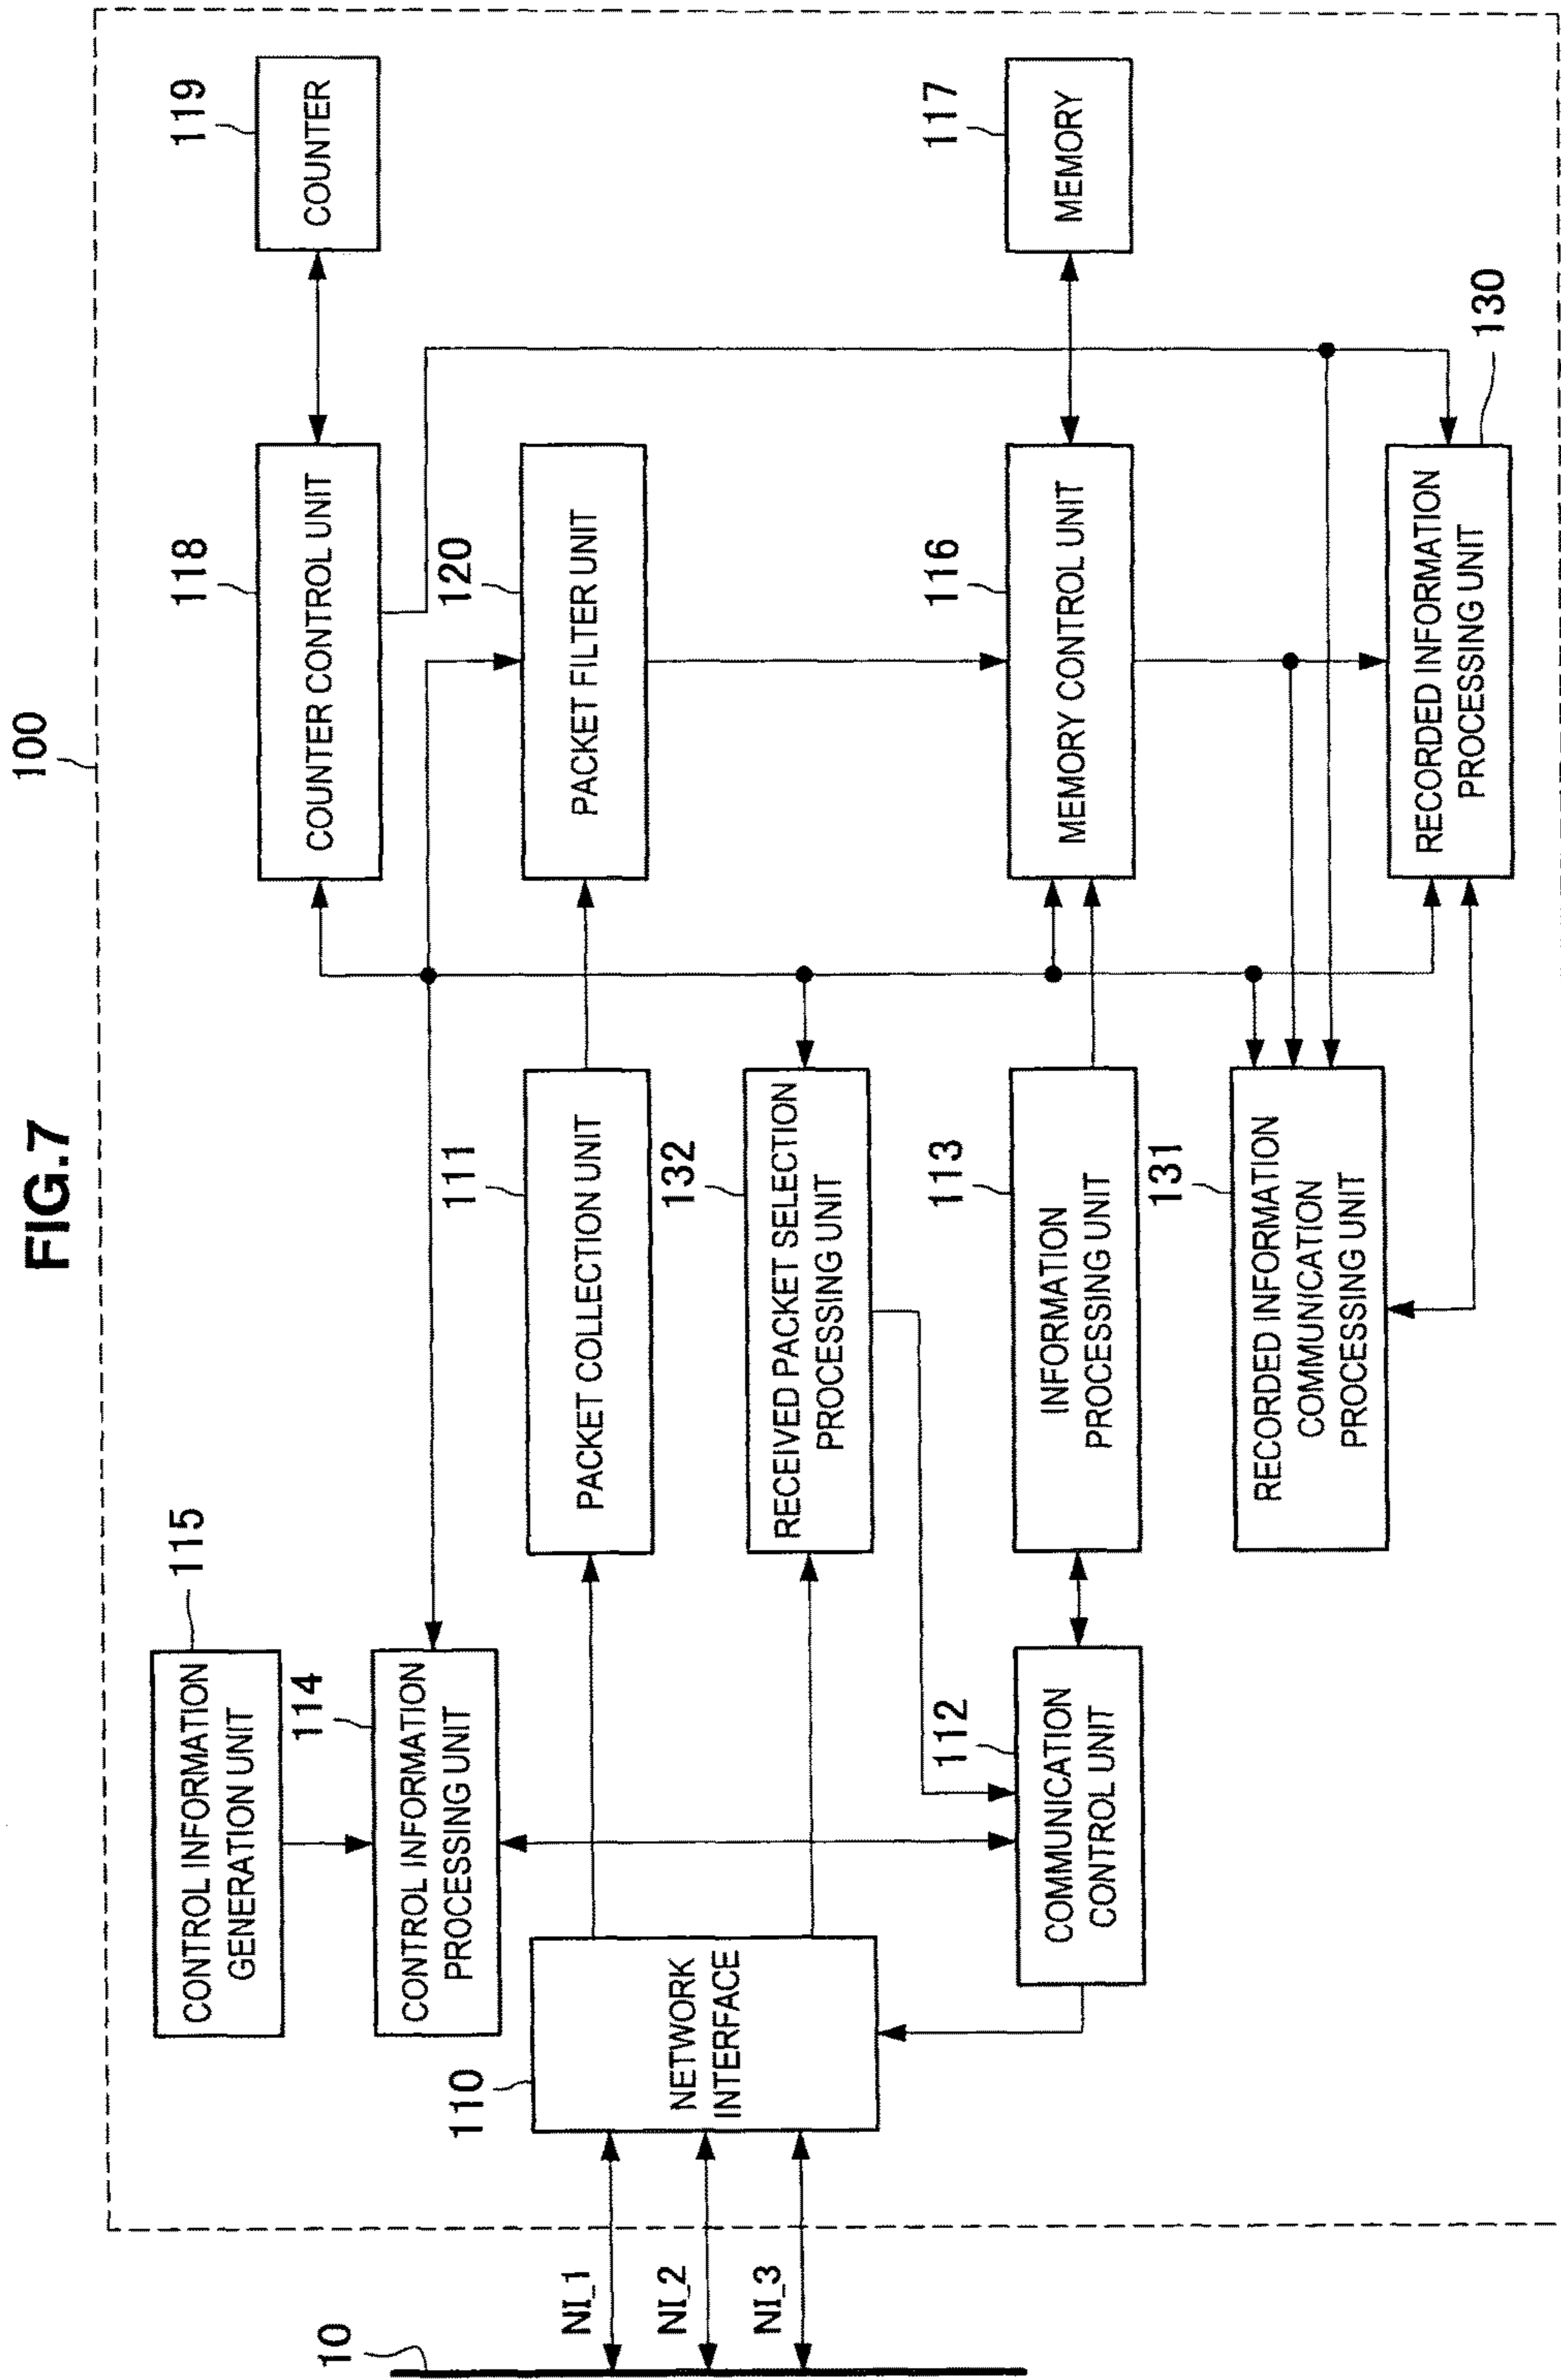 FIG.7
100
115
CONTROL INFORMATION
GENERATION UNIT
114
CONTROL INFORMATION
PROCESSING UNIT
118
COUNTER CONTROL UNIT
119
COUNTER
110
NETWORK
INTERFACE
111
PACKET COLLECTION UNIT
120
PACKET FILTER UNIT
132
RECEIVED PACKET SELECTION
PROCESSING UNIT
112
COMMUNICATION
CONTROL UNIT
113
INFORMATION
PROCESSING UNIT
116
MEMORY CONTROL UNIT
117
MEMORY
131
RECORDED INFORMATION
COMMUNICATION
PROCESSING UNIT
130
RECORDED INFORMATION
PROCESSING UNIT
10
NI_1
NI_2
NI_3